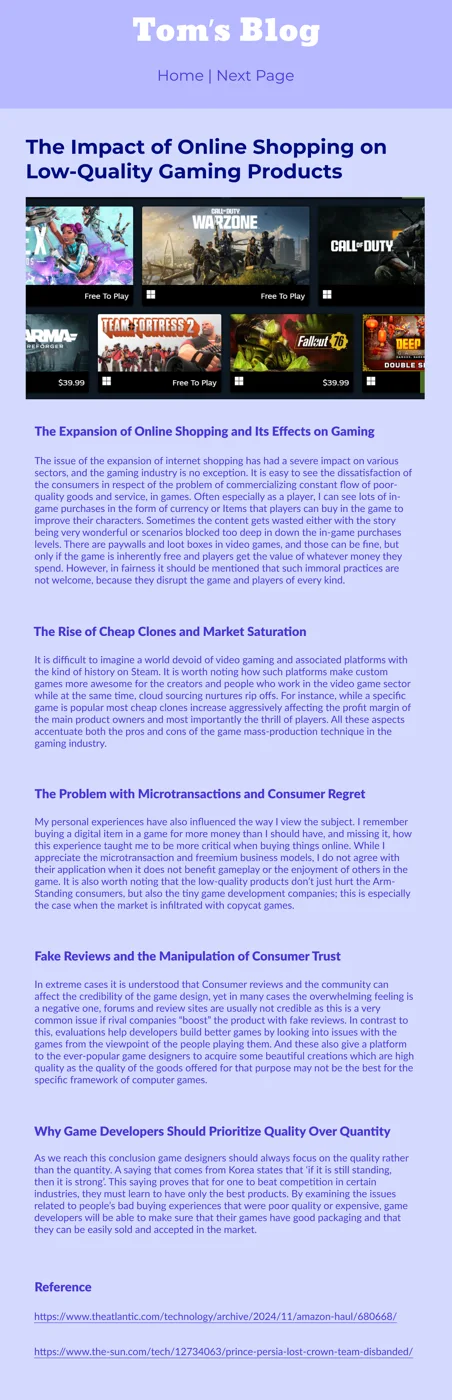 Tom's Blog
Home | Next Page
The Impact of Online Shopping on
Low-Quality Gaming Products
EX
CALL OF DUTY
WARZONE
CALL OF DUTY
Free To Play
Free To Play
ARMA
REFORGER
TEAM FORTRESS 2
Fallout 76
DEEP
DOUBLE S
$39.99
Free To Play
$39.99
The Expansion of Online Shopping and Its Effects on Gaming
The issue of the expansion of internet shopping has had a severe impact on various
sectors, and the gaming industry is no exception. It is easy to see the dissatisfaction of
the consumers in respect of the problem of commercializing constant flow of poor-
quality goods and service, in games. Often especially as a player, I can see lots of in-
game purchases in the form of currency or Items that players can buy in the game to
improve their characters. Sometimes the content gets wasted either with the story
being very wonderful or scenarios blocked too deep in down the in-game purchases
levels. There are paywalls and loot boxes in video games, and those can be fine, but
only if the game is inherently free and players get the value of whatever money they
spend. However, in fairness it should be mentioned that such immoral practices are
not welcome, because they disrupt the game and players of every kind.
The Rise of Cheap Clones and Market Saturation
It is difficult to imagine a world devoid of video gaming and associated platforms with
the kind of history on Steam. It is worth noting how such platforms make custom
games more awesome for the creators and people who work in the video game sector
while at the same time, cloud sourcing nurtures rip offs. For instance, while a specific
game is popular most cheap clones increase aggressively affecting the profit margin of
the main product owners and most importantly the thrill of players. All these aspects
accentuate both the pros and cons of the game mass-production technique in the
gaming industry.
The Problem with Microtransactions and Consumer Regret
My personal experiences have also influenced the way I view the subject. I remember
buying a digital item in a game for more money than I should have, and missing it, how
this experience taught me to be more critical when buying things online. While I
appreciate the microtransaction and freemium business models, I do not agree with
their application when it does not benefit gameplay or the enjoyment of others in the
game. It is also worth noting that the low-quality products don't just hurt the Arm-
Standing consumers, but also the tiny game development companies; this is especially
the case when the market is infiltrated with copycat games.
Fake Reviews and the Manipulation of Consumer Trust
In extreme cases it is understood that Consumer reviews and the community can
affect the credibility of the game design, yet in many cases the overwhelming feeling is
a negative one, forums and review sites are usually not credible as this is a very
common issue if rival companies "boost" the product with fake reviews. In contrast to
this, evaluations help developers build better games by looking into issues with the
games from the viewpoint of the people playing them. And these also give a platform
to the ever-popular game designers to acquire some beautiful creations which are high
quality as the quality of the goods offered for that purpose may not be the best for the
specific framework of computer games.
Why Game Developers Should Prioritize Quality Over Quantity
As we reach this conclusion game designers should always focus on the quality rather
than the quantity. A saying that comes from Korea states that 'if it is still standing,
then it is strong'. This saying proves that for one to beat competition in certain
industries, they must learn to have only the best products. By examining the issues
related to people's bad buying experiences that were poor quality or expensive, game
developers will be able to make sure that their games have good packaging and that
they can be easily sold and accepted in the market.
Reference
https://www.theatlantic.com/technology/archive/2024/11/amazon-haul/680668/
https://www.the-sun.com/tech/12734063/prince-persia-lost-crown-team-disbanded/